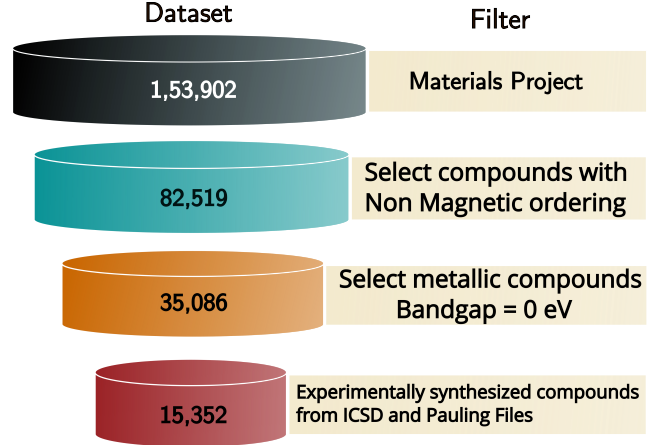 Dataset
Filter
1,53,902
Materials Project
82,519
Select compounds with
Non Magnetic ordering
35,086
Select metallic compounds
Bandgap = 0 eV
15,352
Experimentally synthesized compounds
from ICSD and Pauling Files